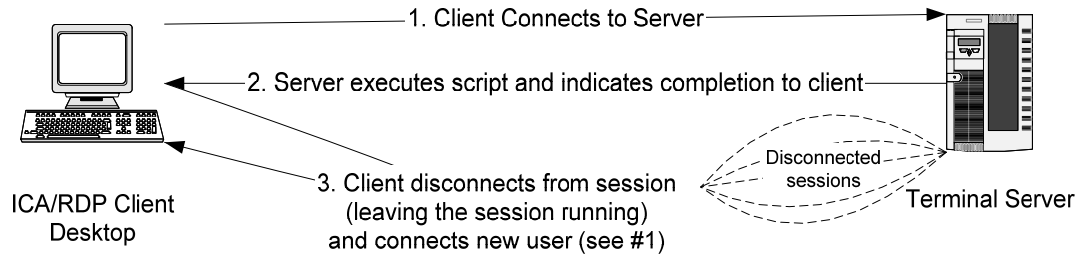 1. Client Connects to Server
2. Server executes script and indicates completion to client
3. Client disconnects from session
(leaving the session running)
and connects new user (see #1)
Disconnected
sessions
ICA/RDP Client
Desktop
Terminal Server